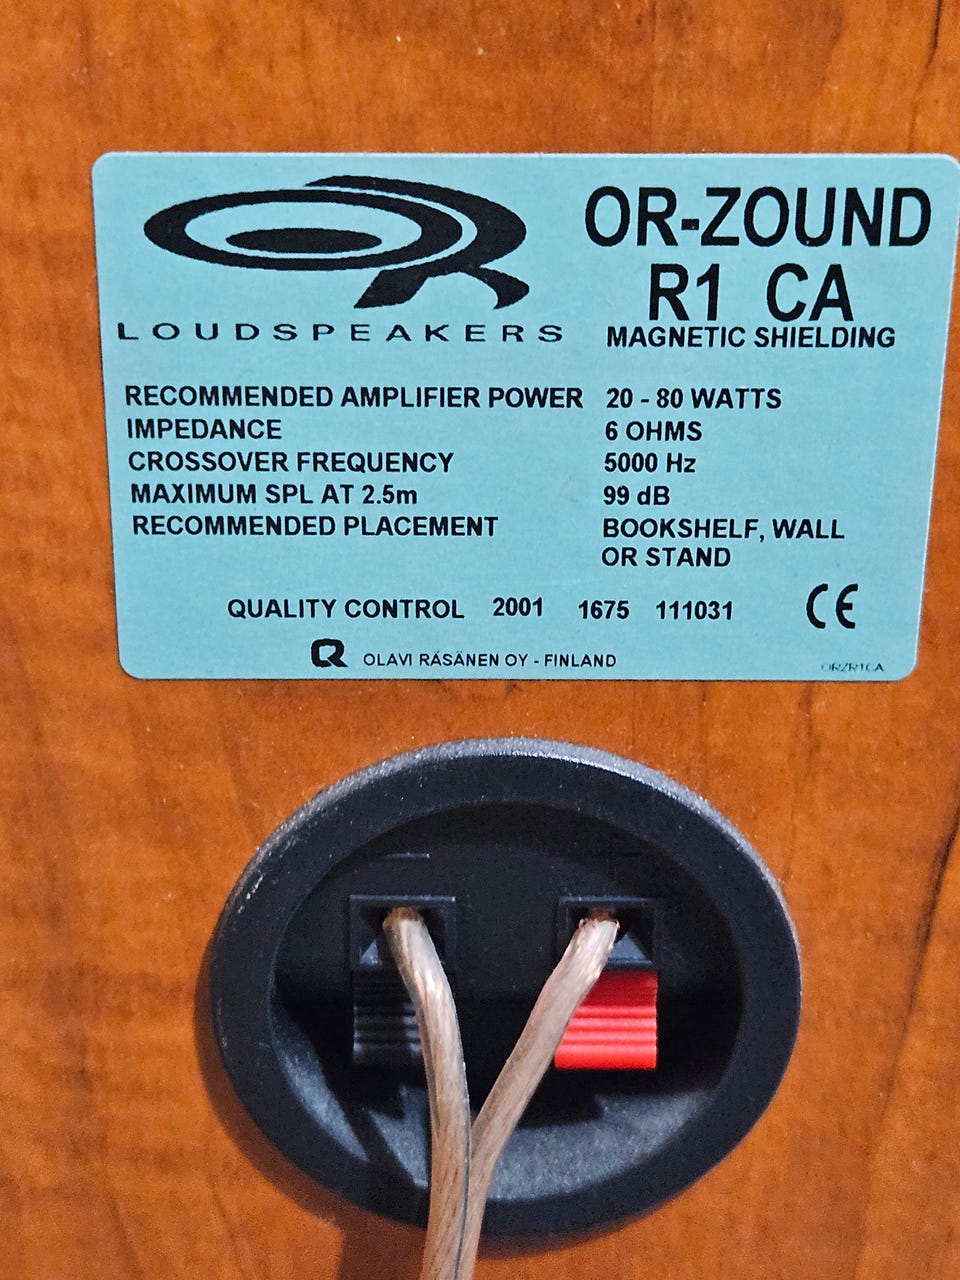 OR
LOUDSPEAKERS
OR-ZOUND
R1 CA
MAGNETIC SHIELDING
RECOMMENDED AMPLIFIER POWER 20 - 80 WATTS
IMPEDANCE 6 OHMS
CROSSOVER FREQUENCY 5000 Hz
MAXIMUM SPL AT 2.5m 99 dB
RECOMMENDED PLACEMENT BOOKSHELF, WALL
OR STAND
QUALITY CONTROL 2001 1675 111031 CE
OLAVI RÄSÄNEN OY - FINLAND
ORZR1CA